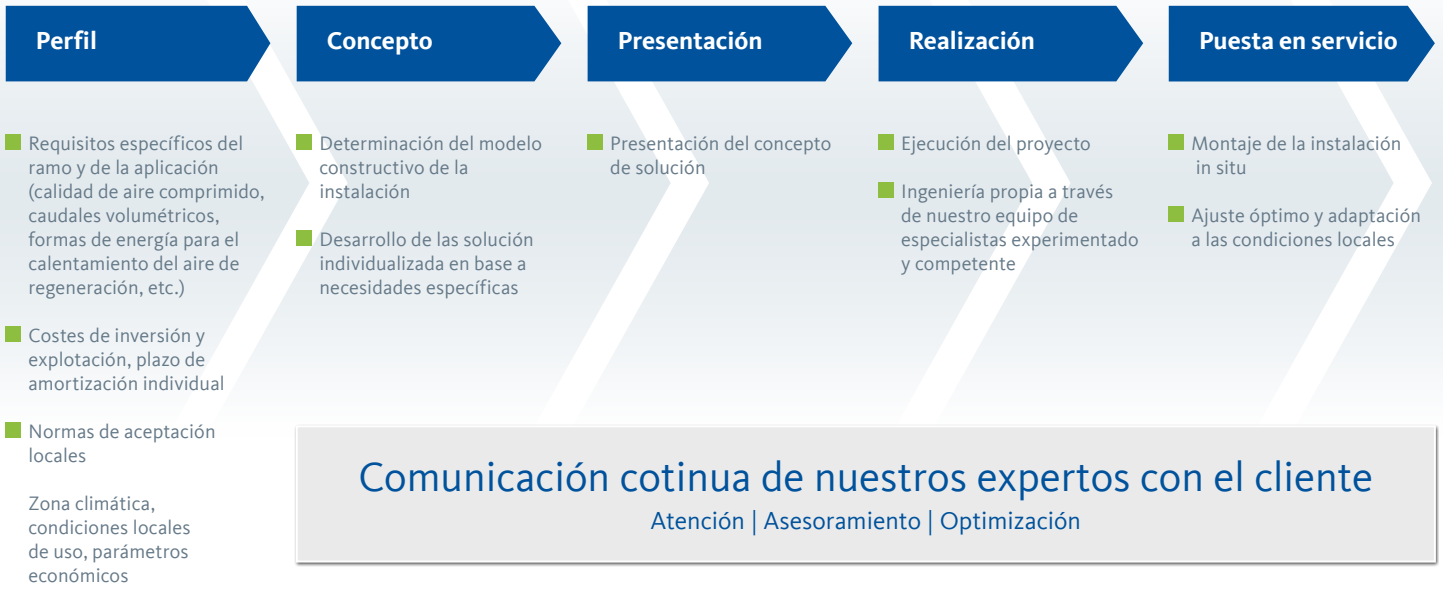 Perfil
Requisitos específicos del
ramo y de la aplicación
(calidad de aire comprimido,
caudales volumétricos,
formas de energía para el
calentamiento del aire de
regeneración, etc.)
Costes de inversión y
explotación, plazo de
amortización individual
Normas de aceptación
locales
Zona climática,
condiciones locales
de uso, parámetros
económicos
Concepto
Determinación del modelo
constructivo de la
instalación
Desarrollo de las solución
individualizada en base a
necesidades específicas
Presentación
Presentación del concepto
de solución
Realización
Ejecución del proyecto
Ingeniería propia a través
de nuestro equipo de
especialistas experimentado
y competente
Puesta en servicio
Montaje de la instalación
in situ
Ajuste óptimo y adaptación
a las condiciones locales
Comunicación cotinua de nuestros expertos con el cliente
Atención | Asesoramiento | Optimización